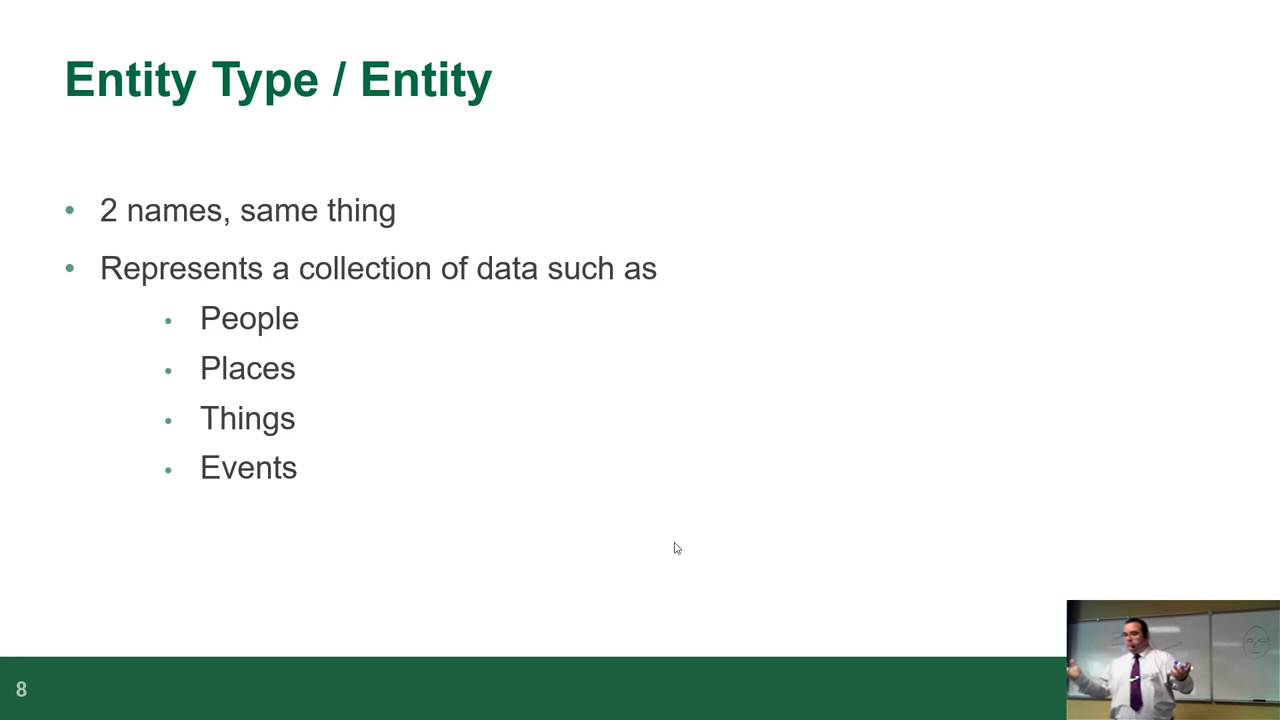 Entity Type / Entity
• 2 names, same thing
• Represents a collection of data such as
• People
• Places
• Things
• Events
8